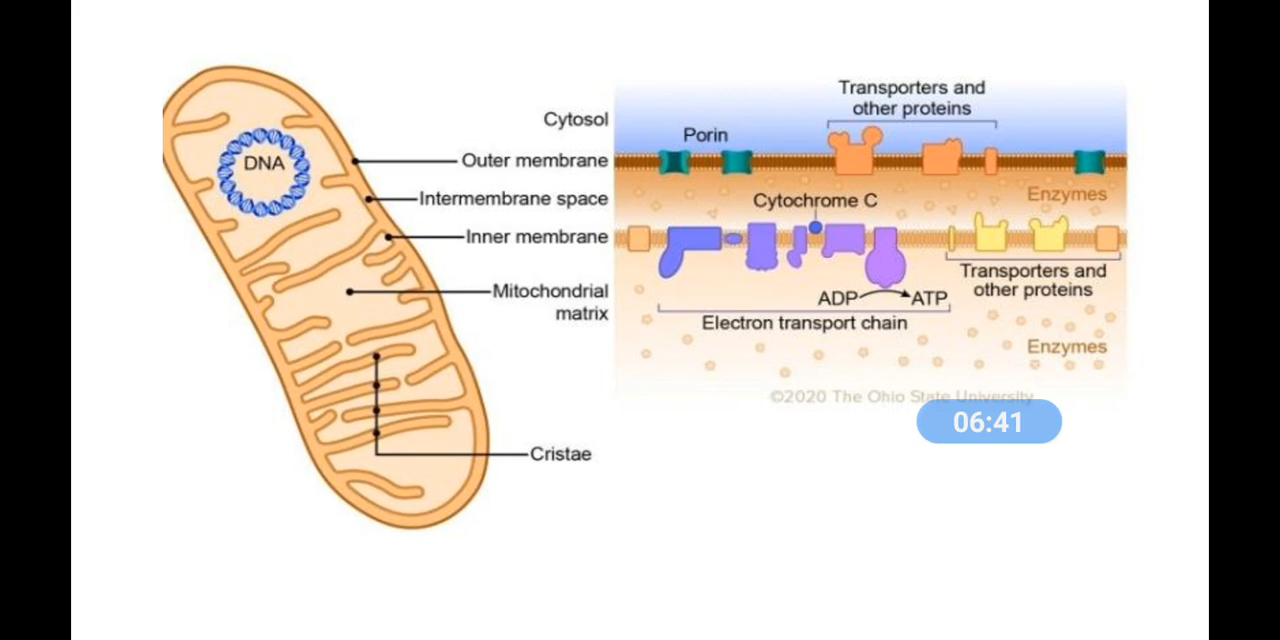 Transporters and
other proteins
Cytosol
Porin
DNA
Outer membrane
Enzymes
Intermembrane space
Cytochrome C
Inner membrane
Transporters and
other proteins
Mitochondrial
matrix
ADP
ATP
Electron transport chain
Enzymes
©2020 The Ohio State University
06:41
Cristae